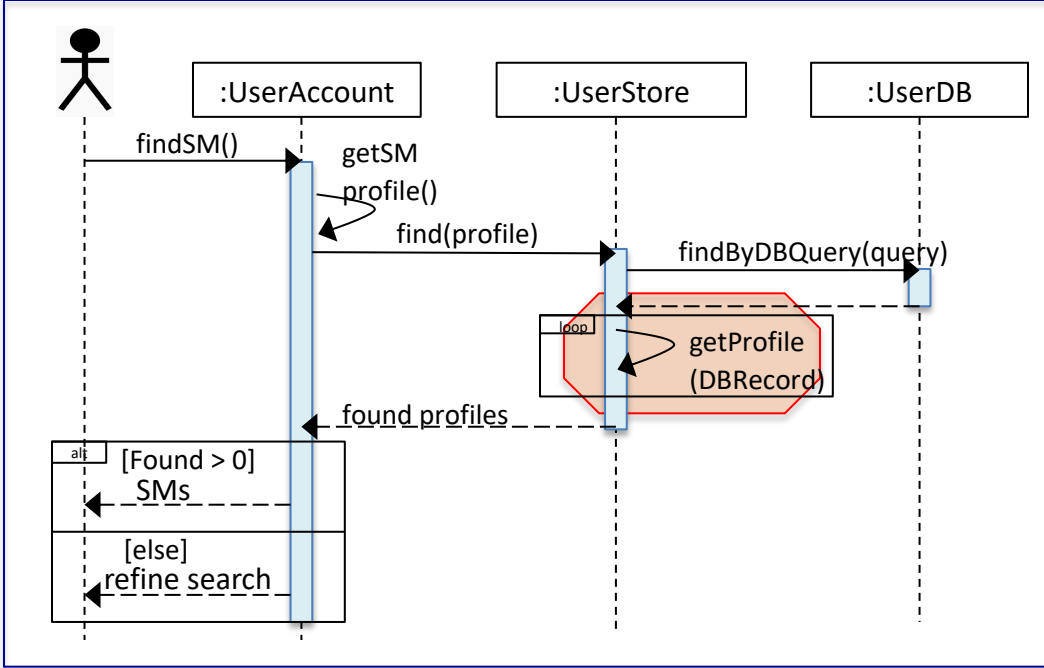 :UserAccount
:UserStore
:UserDB
findSM()
getSM
profile()
find(profile)
findByDBQuery(query)
loop
getProfile
(DBRecord)
found profiles
alt
[Found > 0]
SMs
[else]
refine search